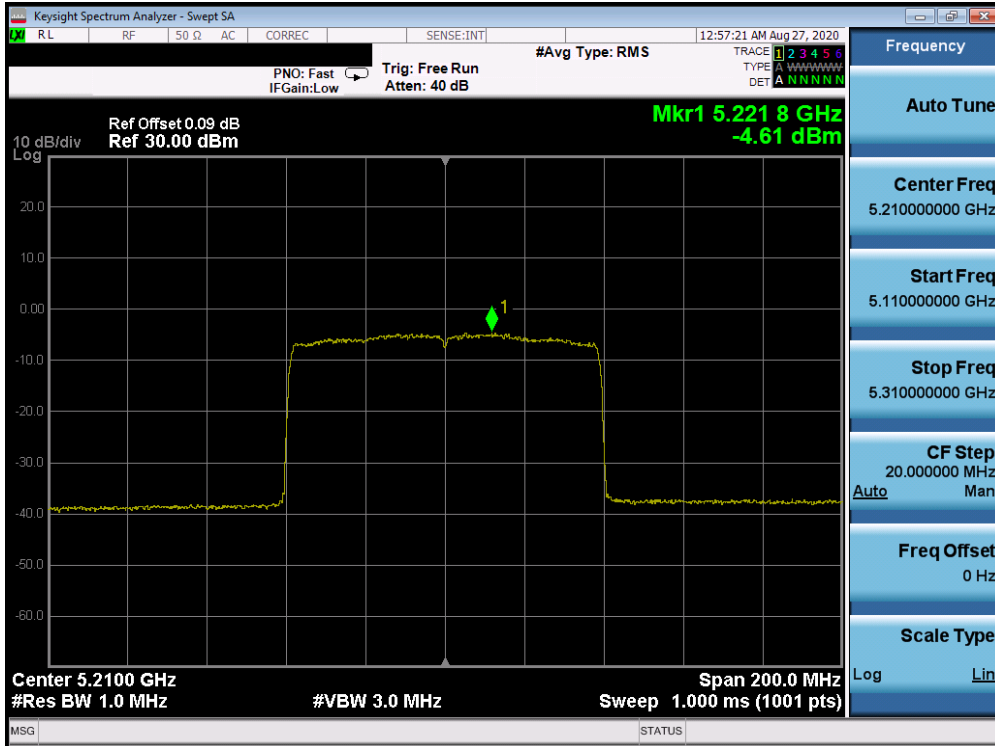 Keysight Spectrum Analyzer - Swept SA
LXI RL RF 50 Ω AC CORREC SENSE:INT 12:57:21 AM Aug 27, 2020
#Avg Type: RMS TRACE 1 2 3 4 5 6
PNO: Fast Trig: Free Run TYPE A WWWWW
IFGain:Low Atten: 40 dB DET A N N N N N
Mkr1 5.221 8 GHz
-4.61 dBm
Ref Offset 0.09 dB
10 dB/div Ref 30.00 dBm
Log
20.0
10.0
0.00
1
-10.0
-20.0
-30.0
-40.0
-50.0
-60.0
Center 5.2100 GHz Span 200.0 MHz
#Res BW 1.0 MHz #VBW 3.0 MHz Sweep 1.000 ms (1001 pts)
MSG STATUS
Frequency
Auto Tune
Center Freq
5.210000000 GHz
Start Freq
5.110000000 GHz
Stop Freq
5.310000000 GHz
CF Step
20.000000 MHz
Auto Man
Freq Offset
0 Hz
Scale Type
Log Lin